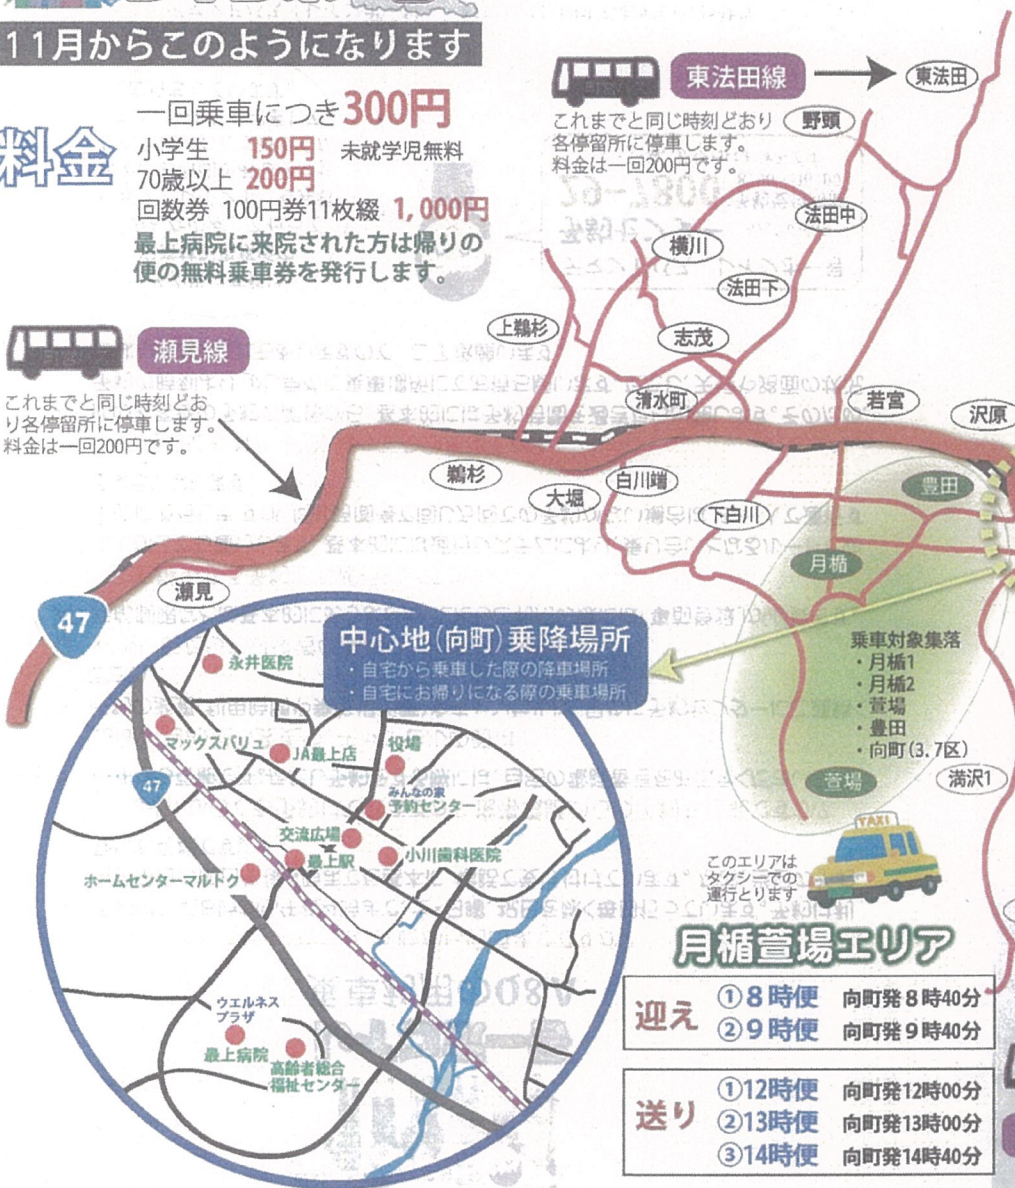 11月からこのようになります
料金
一回乗車につき300円
小学生 150円 未就学児無料
70歳以上 200円
回数券 100円券11枚綴 1,000円
最上病院に来院された方は帰りの
便の無料乗車券を発行します。
東法田線
これまでと同じ時刻どおり
各停留所に停車します。
料金は一回200円です。
東法田
野頭
法田中
横川
法田下
上鵜杉
志茂
清水町
若宮
沢原
瀬見線
これまでと同じ時刻どお
り各停留所に停車します。
料金は一回200円です。
鵜杉
大堀
白川端
下白川
豊田
月楯
瀬見
47
乗車対象集落
・月楯1
・月楯2
・萱場
・豊田
・向町(3.7区)
萱場
満沢1
中心地(向町)乗降場所
・自宅から乗車した際の降車場所
・自宅にお帰りになる際の乗車場所
永井医院
マックスバリュ
JA最上店
役場
47
みんなの家
予約センター
交流広場
最上駅
小川歯科医院
ホームセンターマルドク
ウエルネス
プラザ
最上病院
高齢者総合
福祉センター
TAXI
このエリアは
タクシーでの
運行とります
月楯萱場エリア
迎え
①8時便 向町発8時40分
②9時便 向町発9時40分
送り
①12時便 向町発12時00分
②13時便 向町発13時00分
③14時便 向町発14時40分